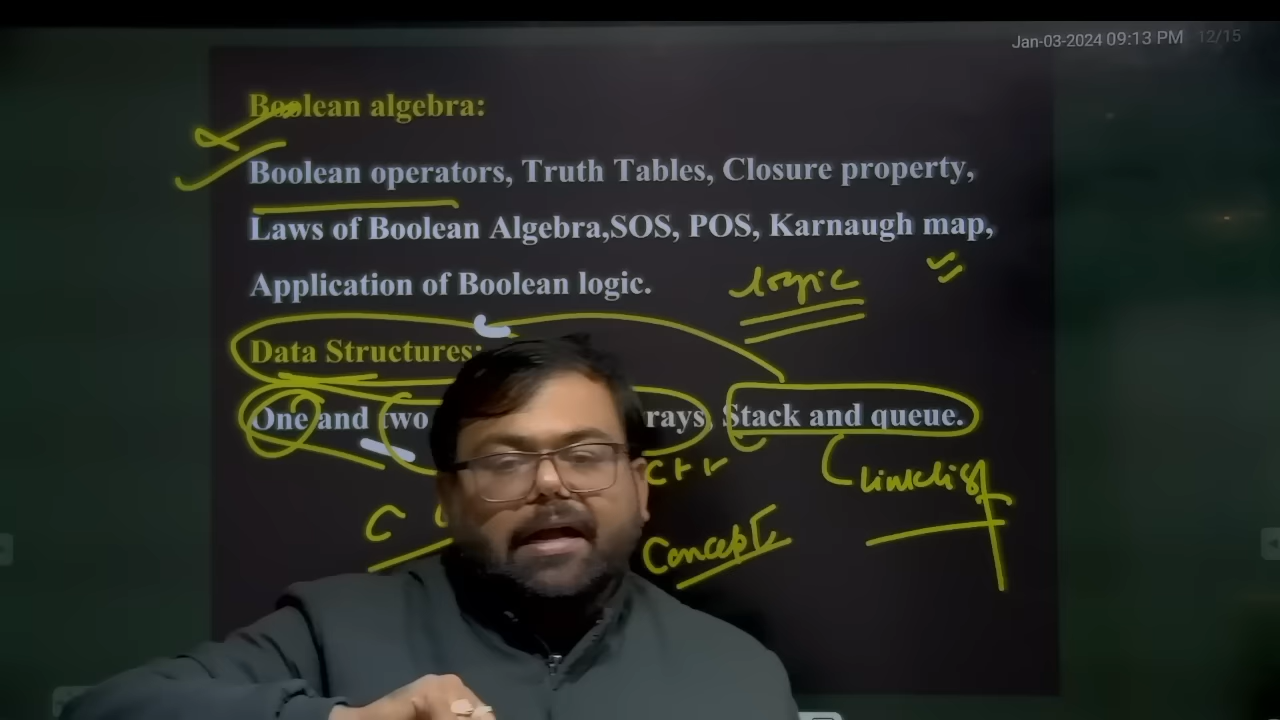 Jan-03-2024 09:13 PM 12/15
Boolean algebra:
Boolean operators, Truth Tables, Closure property,
Laws of Boolean Algebra,SOS, POS, Karnaugh map,
Application of Boolean logic.
logic
Data Structures:
One and two rays, Stack and queue.
C C++ linklist
Concept